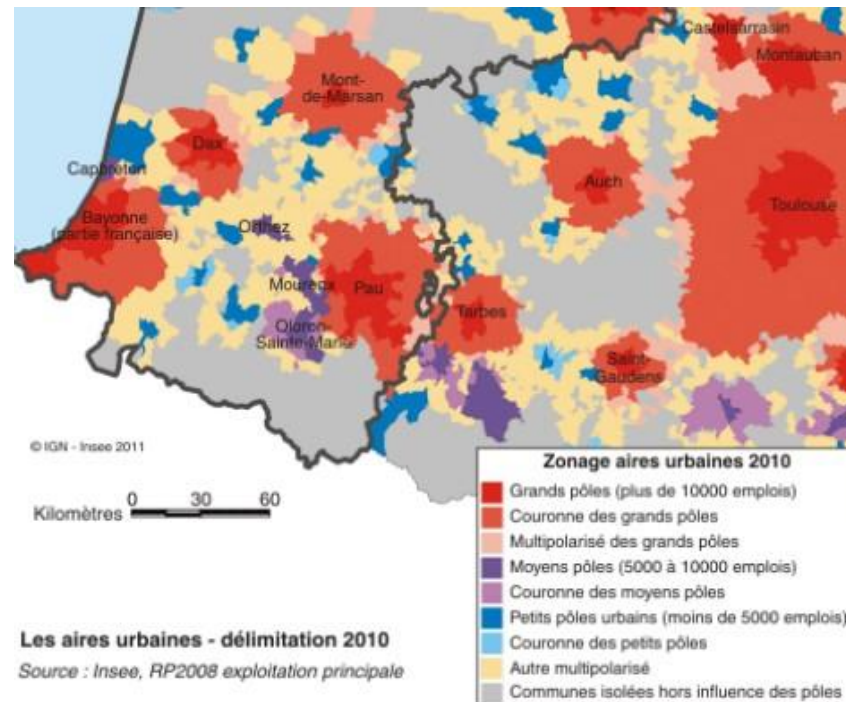 Castelsarrasin
Montauban
Mont-
de-Marsan
Dax
Capbreton
Auch
Toulouse
Bayonne
(partie française)
Orthez
Mourenx
Pau
Tarbes
Oloron-
Sainte-Marie
Saint-
Gaudens
© IGN - Insee 2011
Kilomètres
0 30 60
Zonage aires urbaines 2010
Grands pôles (plus de 10000 emplois)
Couronne des grands pôles
Multipolarisé des grands pôles
Moyens pôles (5000 à 10000 emplois)
Couronne des moyens pôles
Petits pôles urbains (moins de 5000 emplois)
Couronne des petits pôles
Autre multipolarisé
Communes isolées hors influence des pôles
Les aires urbaines - délimitation 2010
Source : Insee, RP2008 exploitation principale